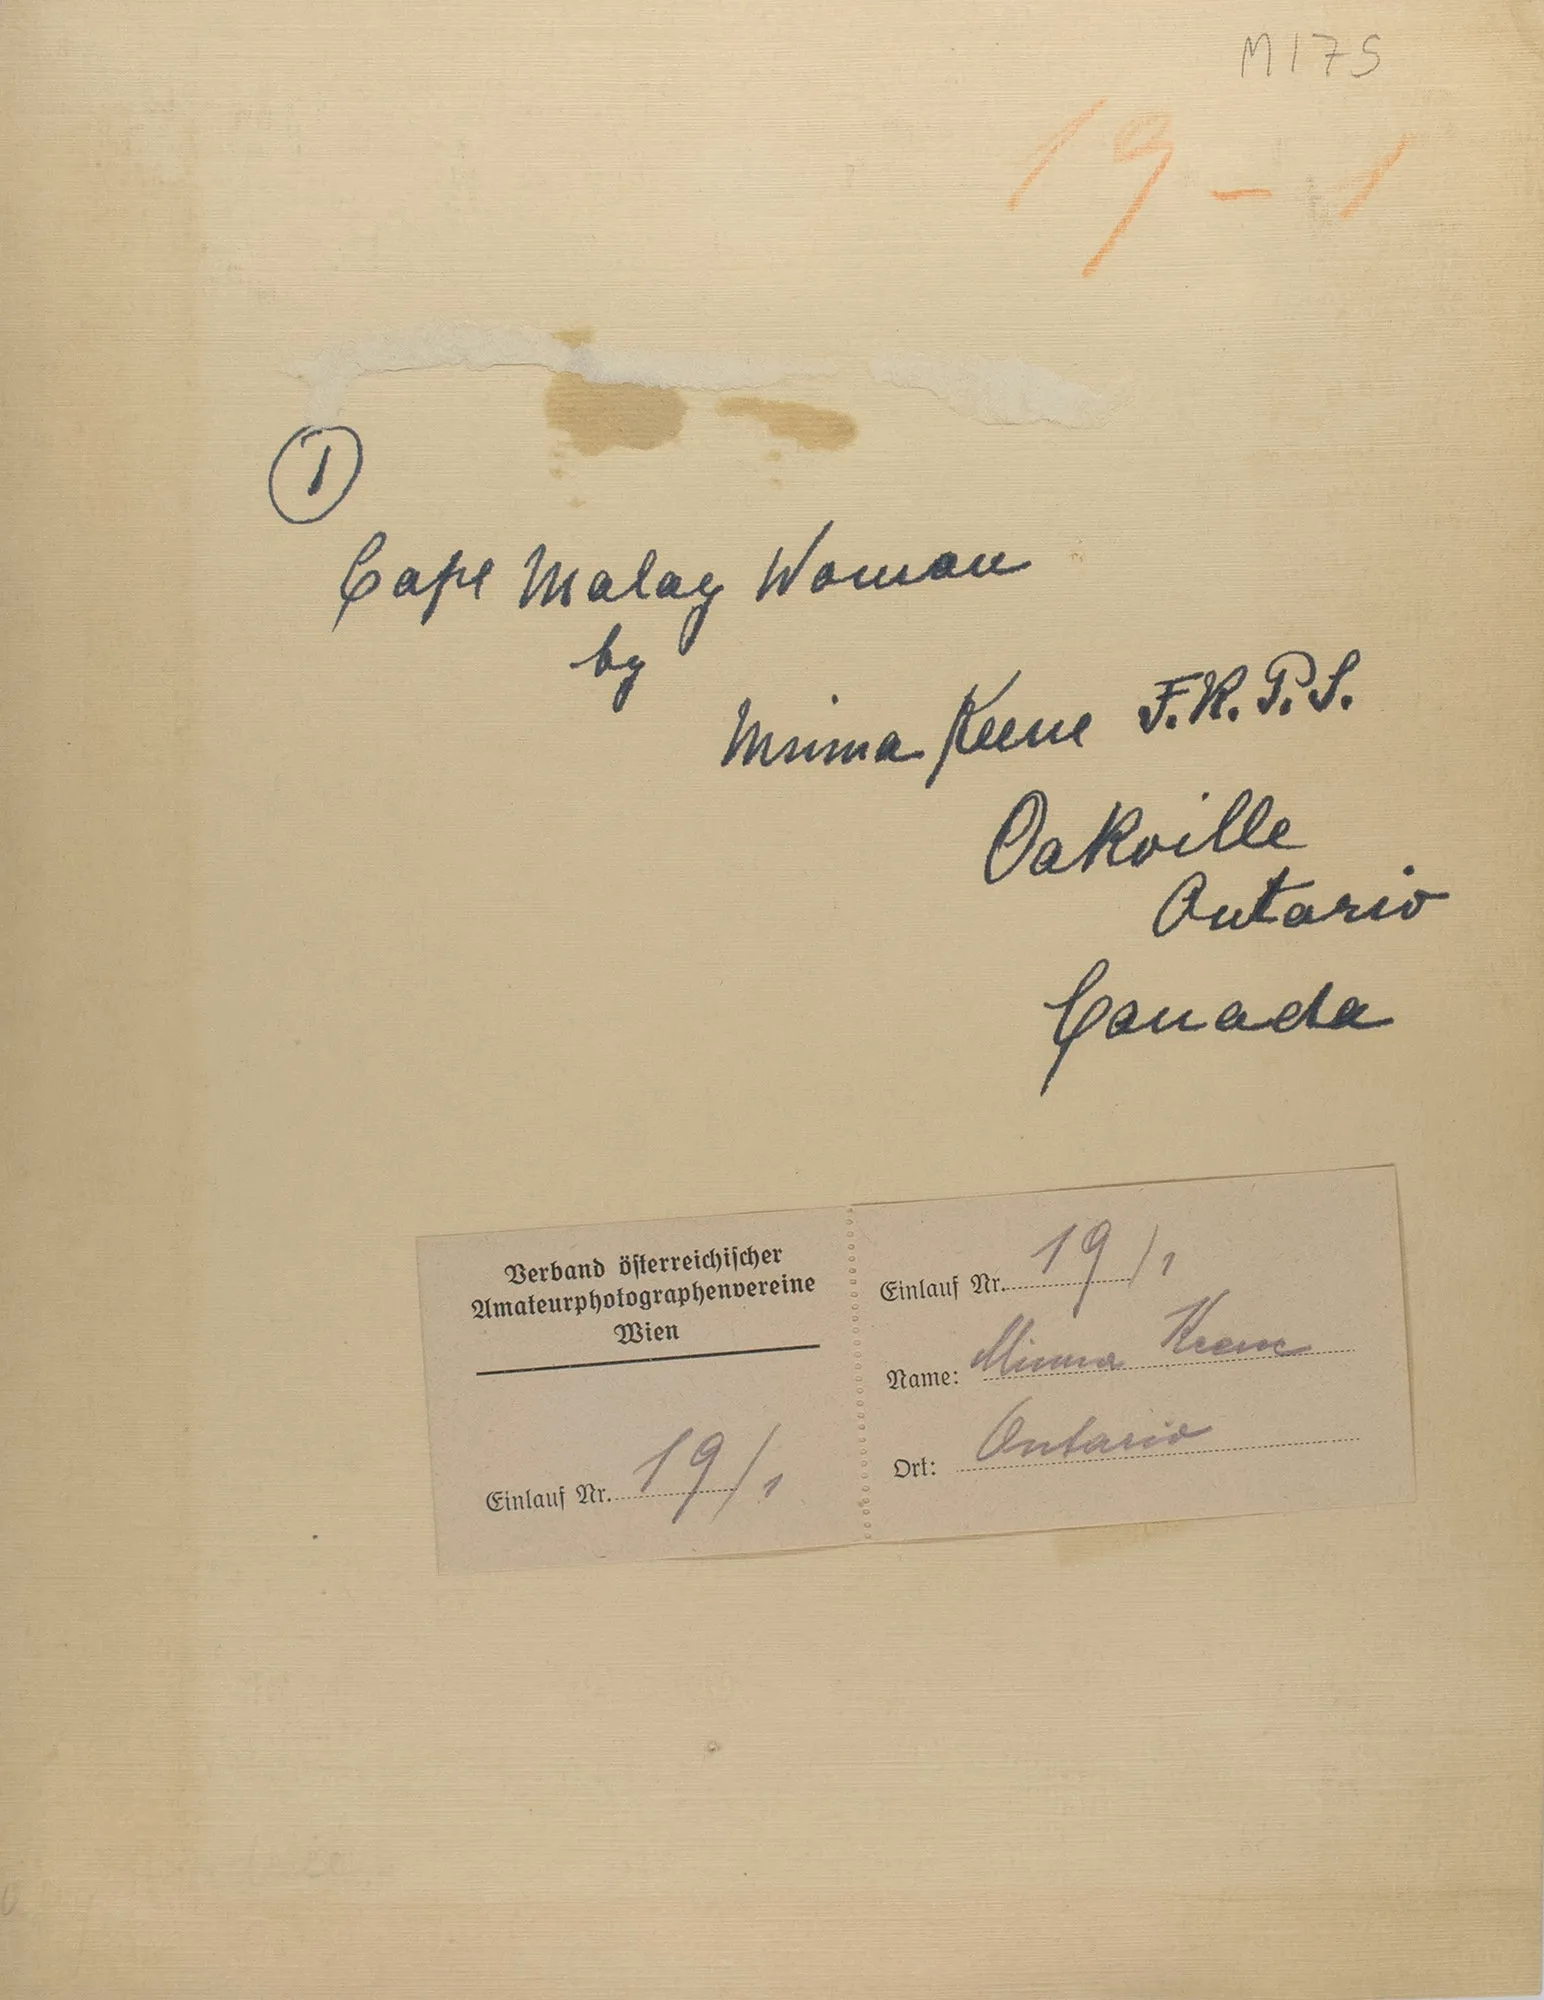 M175
19 - 1
1
Cape Malay Woman
by
Minna Keene F.R.P.S.
Oakville
Ontario
Canada
Verband österreichischer
Amateurphotographenvereine
Wien
Einlauf Nr. 19/1
Einlauf Nr. 19/1
Name: Minna Keene
Ort: Ontario